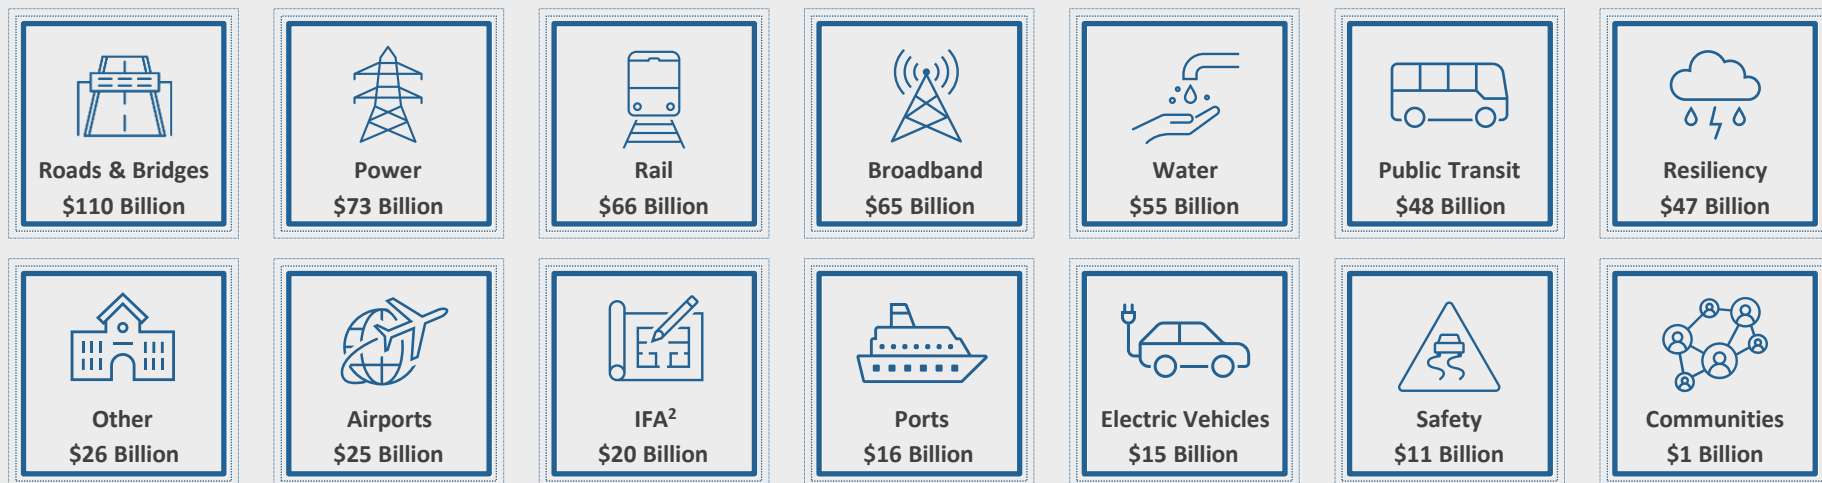 Roads & Bridges
$110 Billion
Power
$73 Billion
Rail
$66 Billion
Broadband
$65 Billion
Water
$55 Billion
Public Transit
$48 Billion
Resiliency
$47 Billion
Other
$26 Billion
Airports
$25 Billion
IFA²
$20 Billion
Ports
$16 Billion
Electric Vehicles
$15 Billion
Safety
$11 Billion
Communities
$1 Billion